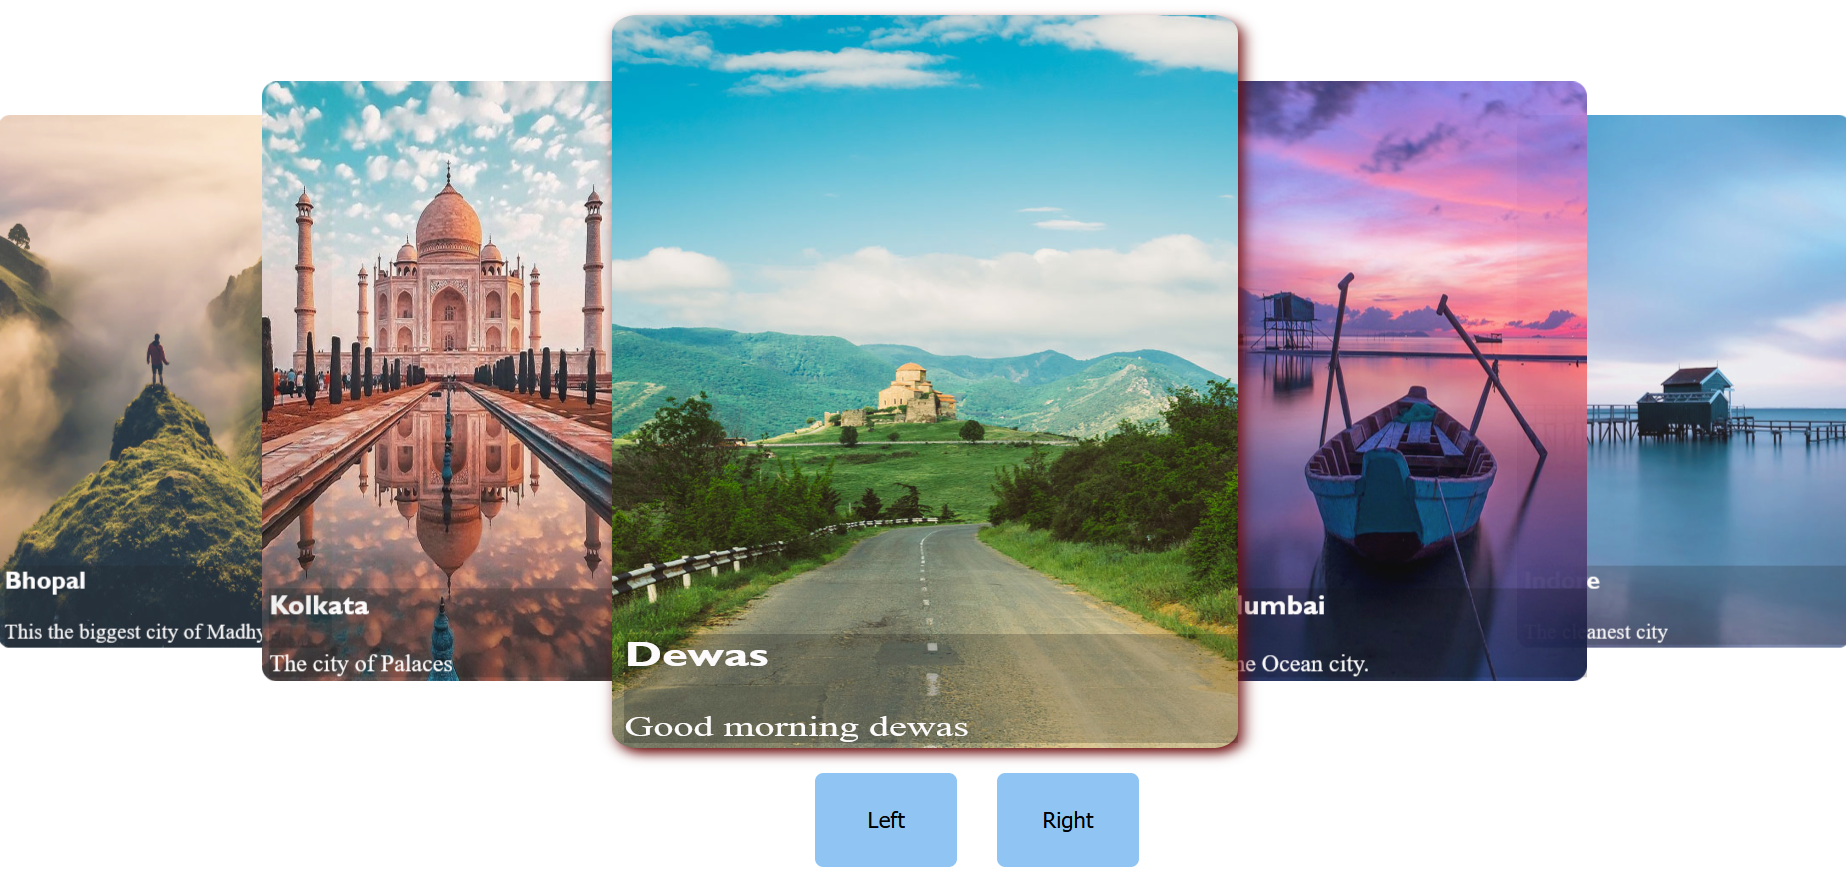 Bhopal
This the biggest city of Madhy
Kolkata
The city of Palaces
Dewas
Good morning dewas
umbai
he Ocean city.
Indore
The cleanest city
Left
Right